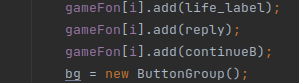 gameFon[i].add(life_label);
gameFon[i].add(reply);
gameFon[i].add(continueB);
bg = new ButtonGroup();